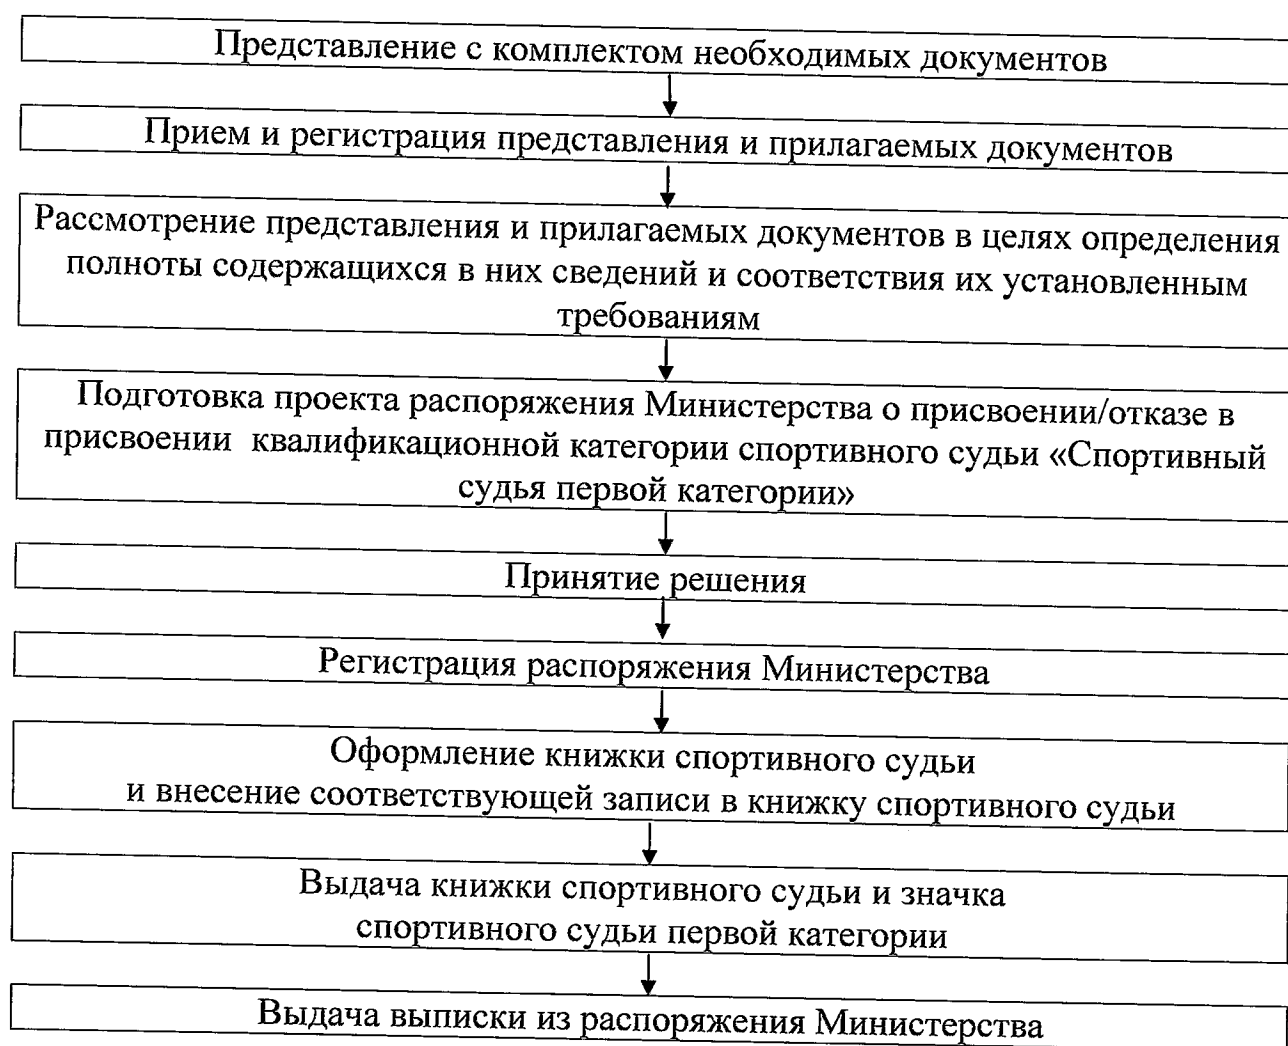 Представление с комплектом необходимых документов
Прием и регистрация представления и прилагаемых документов
Рассмотрение представления и прилагаемых документов в целях определения
полноты содержащихся в них сведений и соответствия их установленным
требованиям
Подготовка проекта распоряжения Министерства о присвоении/отказе в
присвоении квалификационной категории спортивного судьи «Спортивный
судья первой категории»
Принятие решения
Регистрация распоряжения Министерства
Оформление книжки спортивного судьи
и внесение соответствующей записи в книжку спортивного судьи
Выдача книжки спортивного судьи и значка
спортивного судьи первой категории
Выдача выписки из распоряжения Министерства